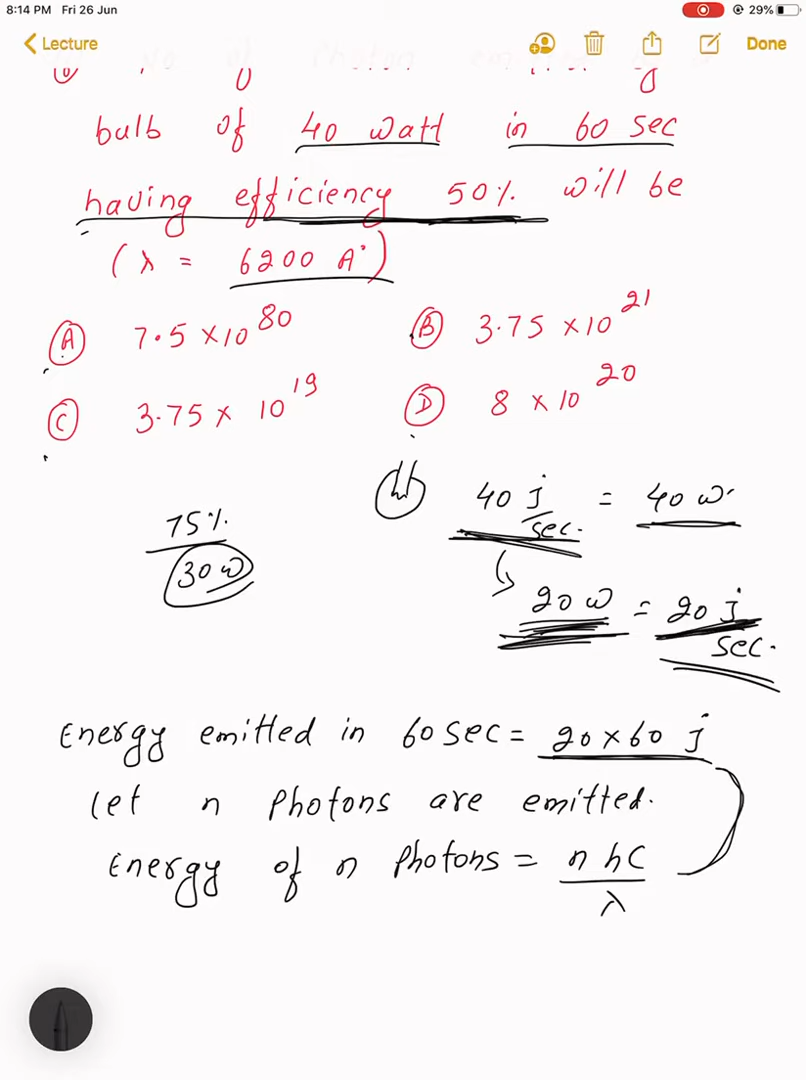 8:14 PM Fri 26 Jun
29%
Lecture
Done
bulb of 40 watt in 60 sec
having efficiency 50% will be
(λ = 6200 A°)
(A) 7.5 × 10^80
(B) 3.75 × 10^21
(C) 3.75 × 10^19
(D) 8 × 10^20
40 j/sec. = 40 w.
75%
30 w
20 w = 20 j/sec.
Energy emitted in 60 sec = 20 × 60 j
Let n Photons are emitted.
Energy of n Photons = n h c / λ